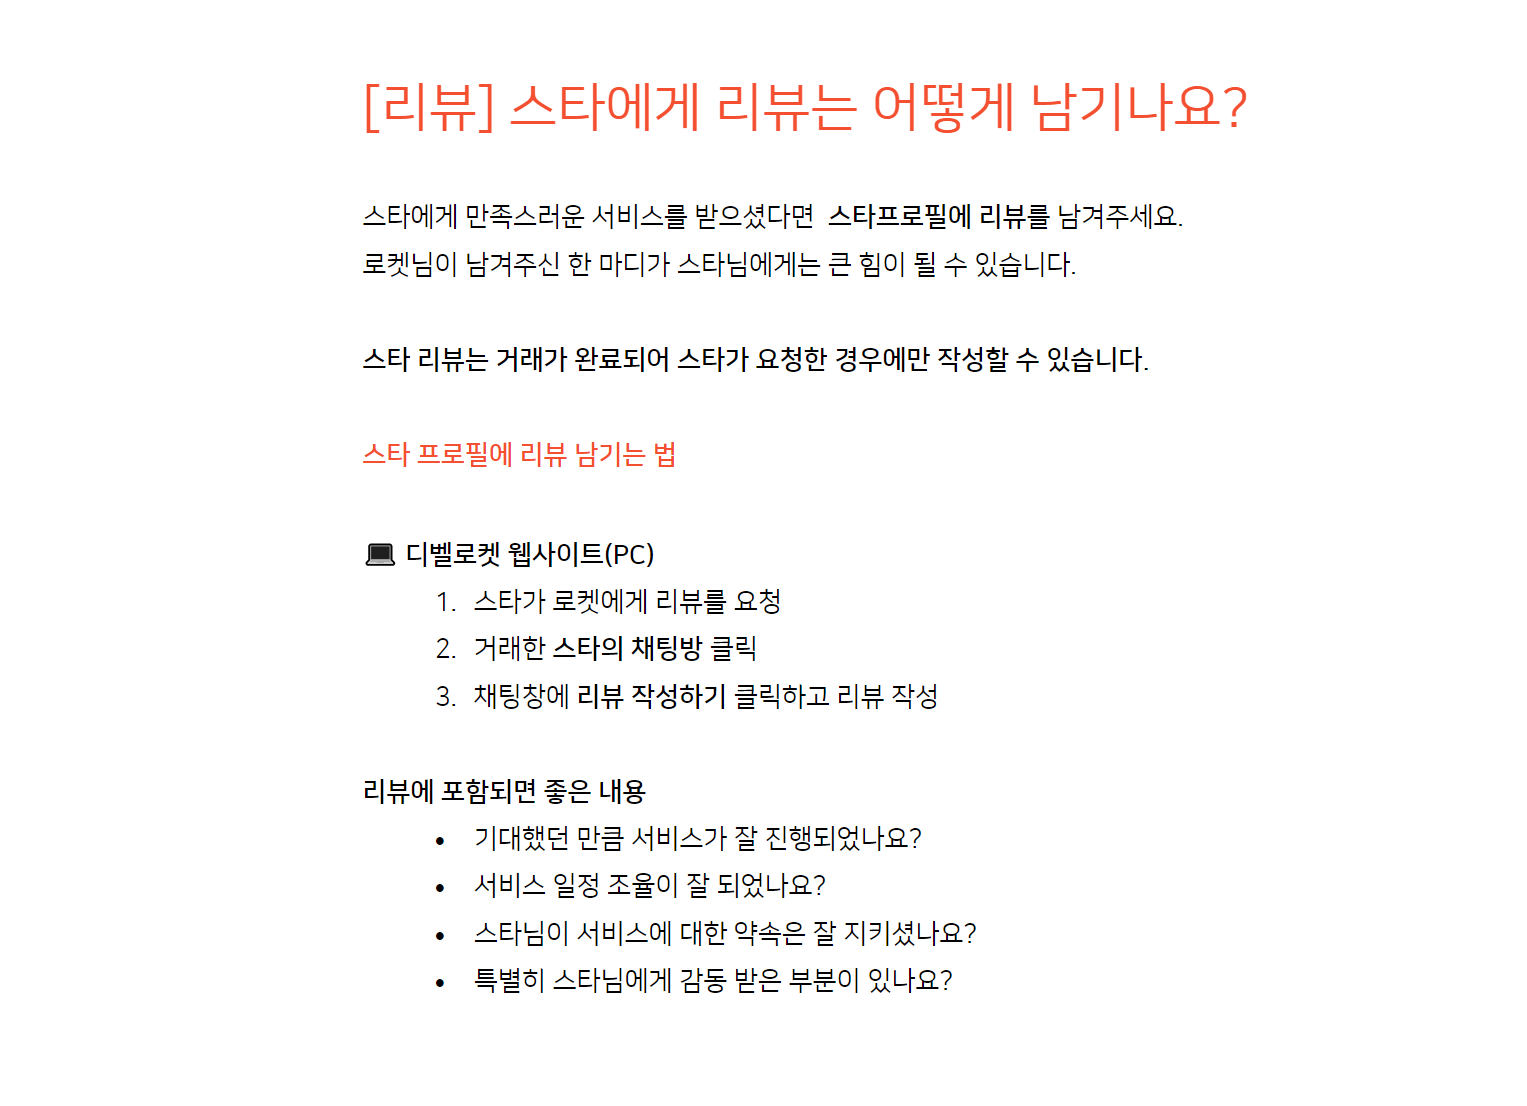 [리뷰] 스타에게 리뷰는 어떻게 남기나요?
스타에게 만족스러운 서비스를 받으셨다면 스타프로필에 리뷰를 남겨주세요.
로켓님이 남겨주신 한 마디가 스타님에게는 큰 힘이 될 수 있습니다.
스타 리뷰는 거래가 완료되어 스타가 요청한 경우에만 작성할 수 있습니다.
스타 프로필에 리뷰 남기는 법
💻 디벨로켓 웹사이트(PC)
1. 스타가 로켓에게 리뷰를 요청
2. 거래한 스타의 채팅방 클릭
3. 채팅창에 리뷰 작성하기 클릭하고 리뷰 작성
리뷰에 포함되면 좋은 내용
• 기대했던 만큼 서비스가 잘 진행되었나요?
• 서비스 일정 조율이 잘 되었나요?
• 스타님이 서비스에 대한 약속은 잘 지키셨나요?
• 특별히 스타님에게 감동 받은 부분이 있나요?